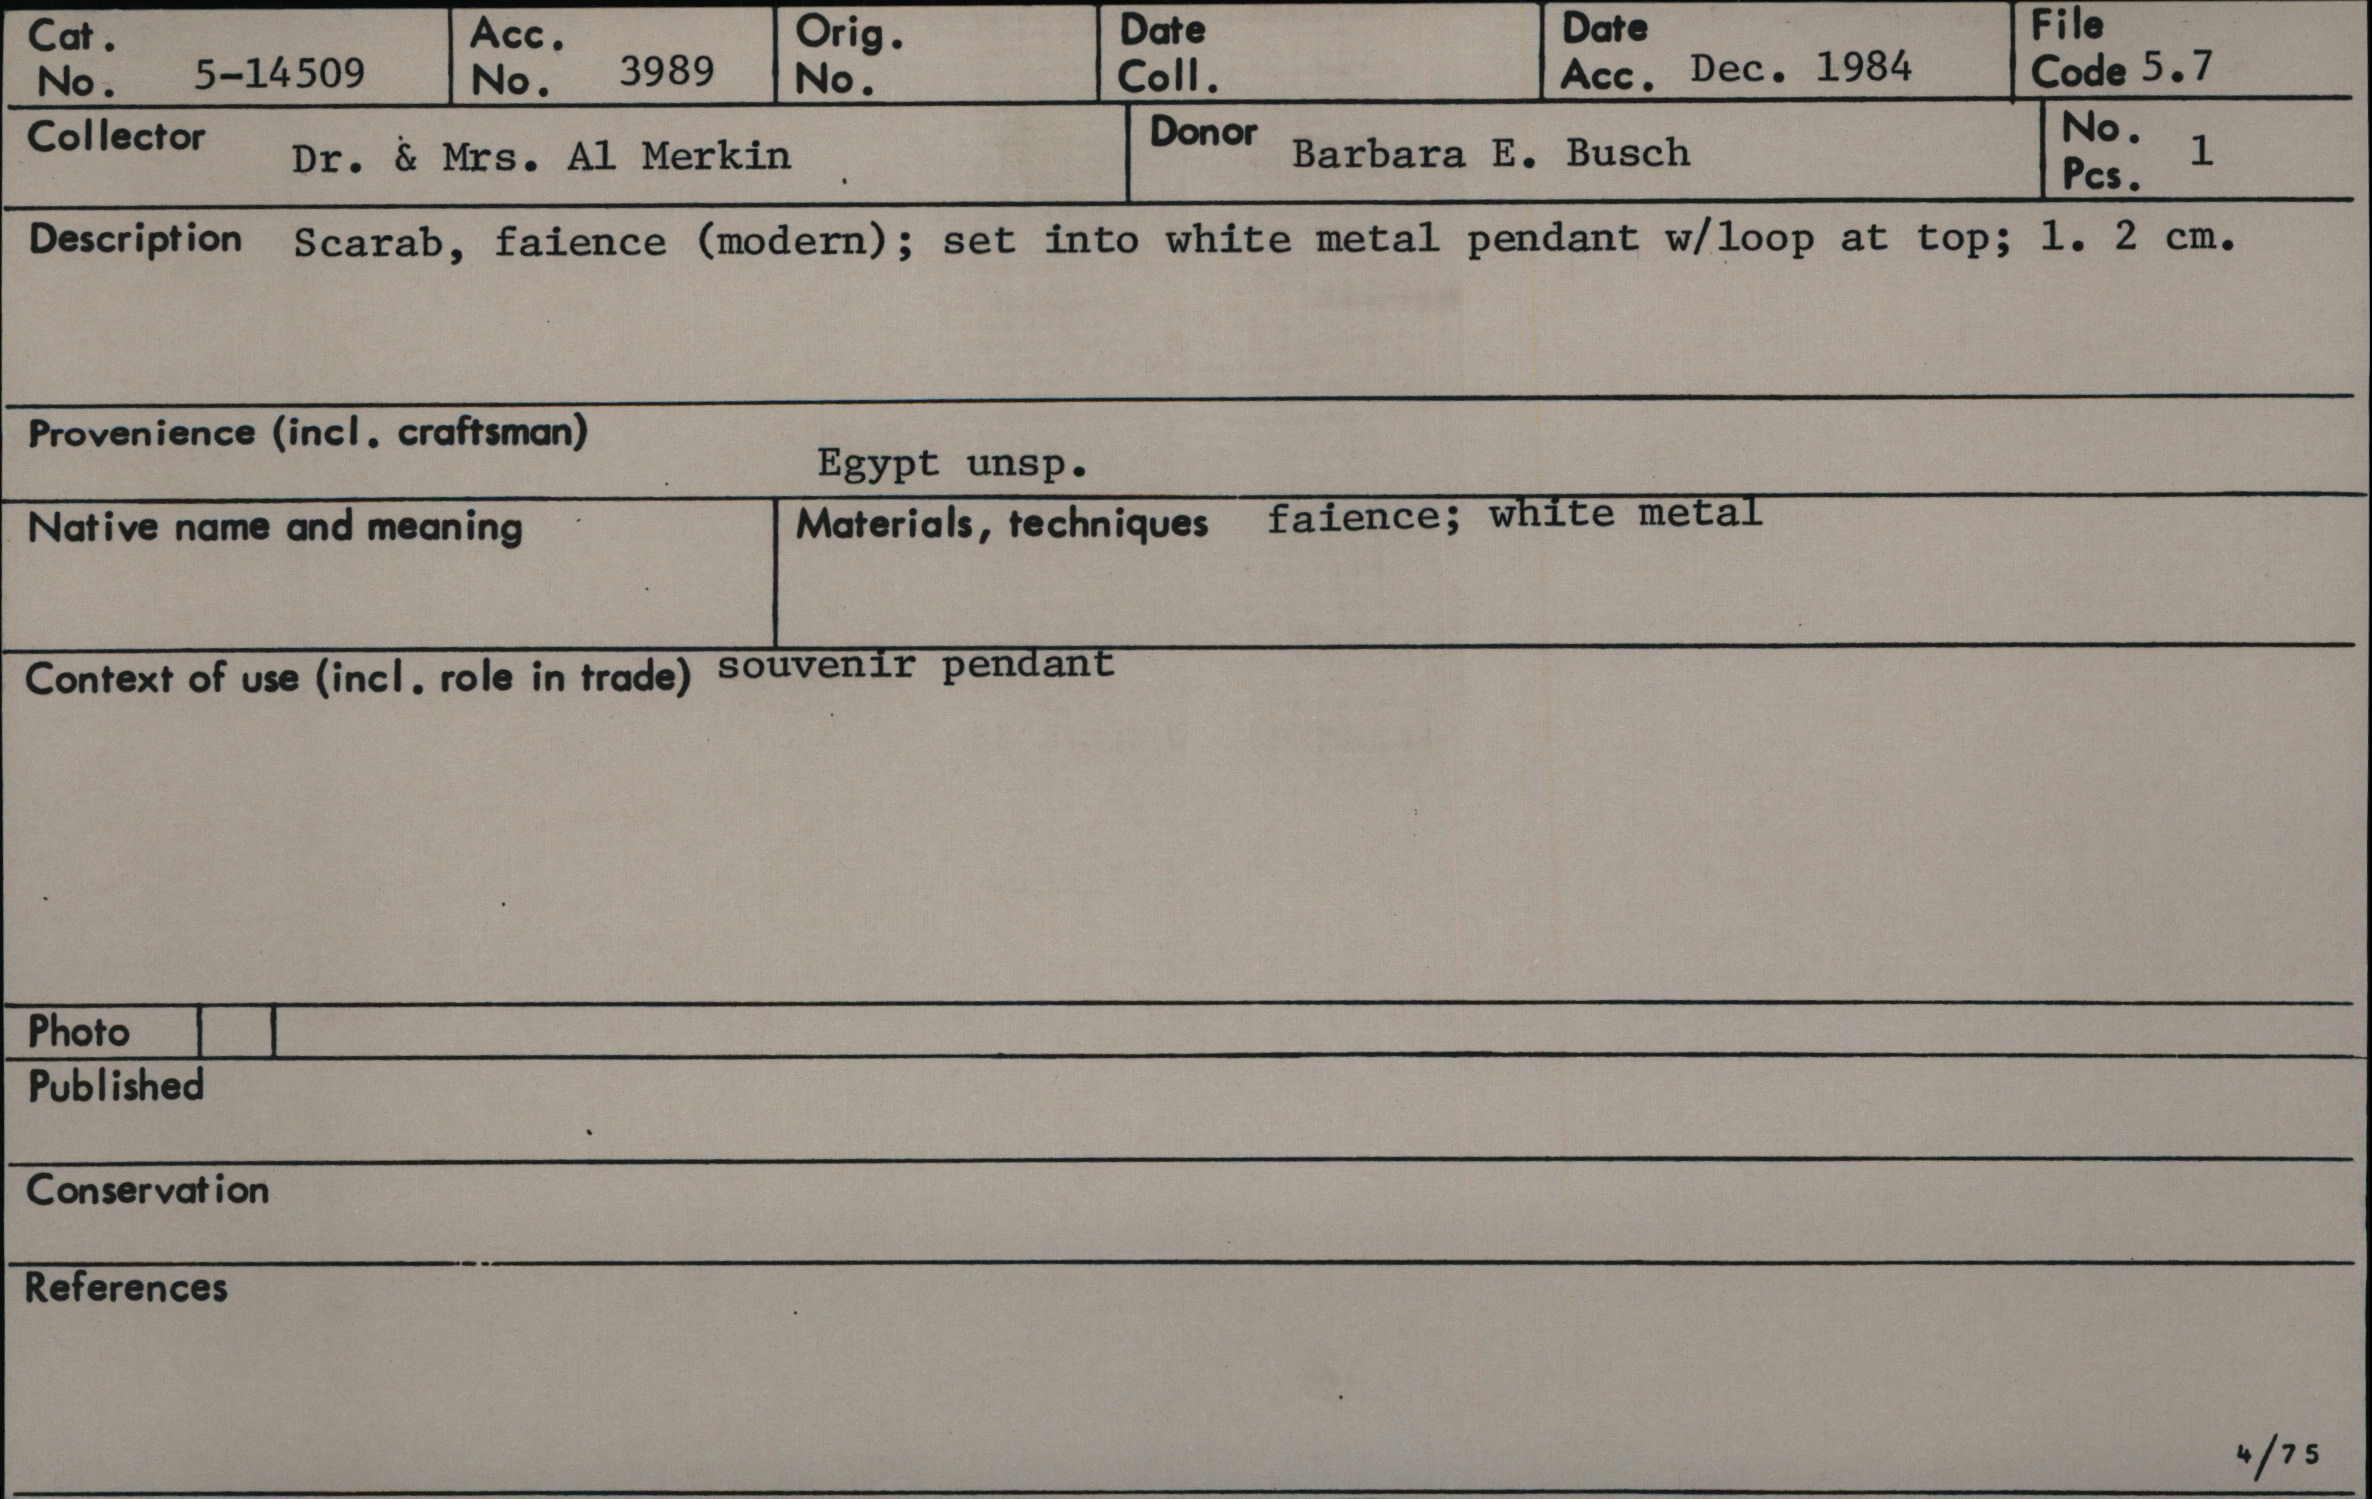 Cat. No. 5-14509 Acc. No. 3989 Orig. No. Date Coll. Date Acc. Dec. 1984 File Code 5.7
Collector Dr. & Mrs. Al Merkin Donor Barbara E. Busch No. Pcs. 1
Description Scarab, faience (modern); set into white metal pendant w/loop at top; l. 2 cm.
Provenience (incl. craftsman) Egypt unsp.
Native name and meaning Materials, techniques faience; white metal
Context of use (incl. role in trade) souvenir pendant
Photo
Published
Conservation
References
4/75